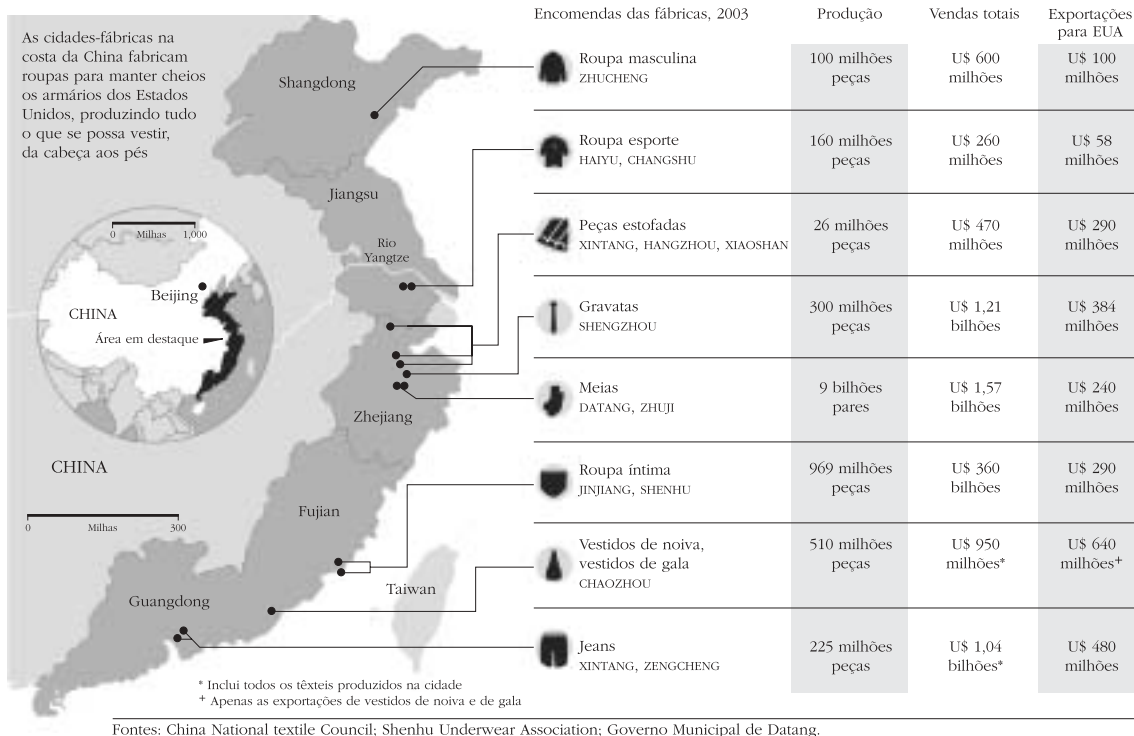 As cidades-fábricas na
costa da China fabricam
roupas para manter cheios
os armários dos Estados
Unidos, produzindo tudo
o que se possa vestir,
da cabeça aos pés
Shangdong
Jiangsu
Rio
Yangtze
0 Milhas 1,000
Beijing
CHINA
Área em destaque
Zhejiang
CHINA
0 Milhas 300
Fujian
Taiwan
Guangdong
Encomendas das fábricas, 2003 Produção Vendas totais Exportações
para EUA
Roupa masculina 100 milhões U$ 600 U$ 100
ZHUCHENG peças milhões milhões
Roupa esporte 160 milhões U$ 260 U$ 58
HAIYU, CHANGSHU peças milhões milhões
Peças estofadas 26 milhões U$ 470 U$ 290
XINTANG, HANGZHOU, XIAOSHAN peças milhões milhões
Gravatas 300 milhões U$ 1,21 U$ 384
SHENGZHOU peças bilhões milhões
Meias 9 bilhões U$ 1,57 U$ 240
DATANG, ZHUJI pares bilhões milhões
Roupa íntima 969 milhões U$ 360 U$ 290
JINJIANG, SHENHU peças bilhões milhões
Vestidos de noiva, 510 milhões U$ 950 U$ 640
vestidos de gala peças milhões* milhões+
CHAOZHOU
Jeans 225 milhões U$ 1,04 U$ 480
XINTANG, ZENGCHENG peças bilhões* milhões
* Inclui todos os têxteis produzidos na cidade
+ Apenas as exportações de vestidos de noiva e de gala
Fontes: China National textile Council; Shenhu Underwear Association; Governo Municipal de Datang.